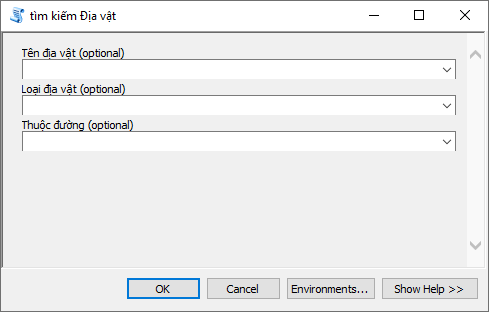 tìm kiếm Địa vật
Tên địa vật (optional)
Loại địa vật (optional)
Thuộc đường (optional)
OK
Cancel
Environments...
Show Help >>